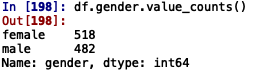 In [198]: df.gender.value_counts()
Out[198]:
female    518
male      482
Name: gender, dtype: int64